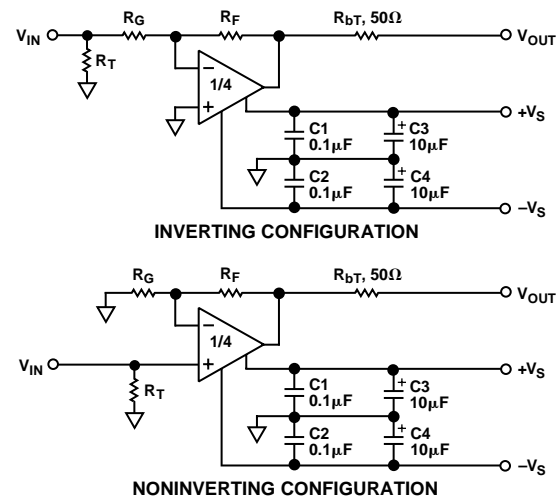 RG RF RbT, 50Ω
VIN VOUT
RT
–
1/4
+
+VS
C1 + C3
0.1μF 10μF
C2 + C4
0.1μF 10μF
–VS
INVERTING CONFIGURATION
RG RF RbT, 50Ω
VOUT
–
1/4
VIN +
+VS
RT
C1 + C3
0.1μF 10μF
C2 + C4
0.1μF 10μF
–VS
NONINVERTING CONFIGURATION